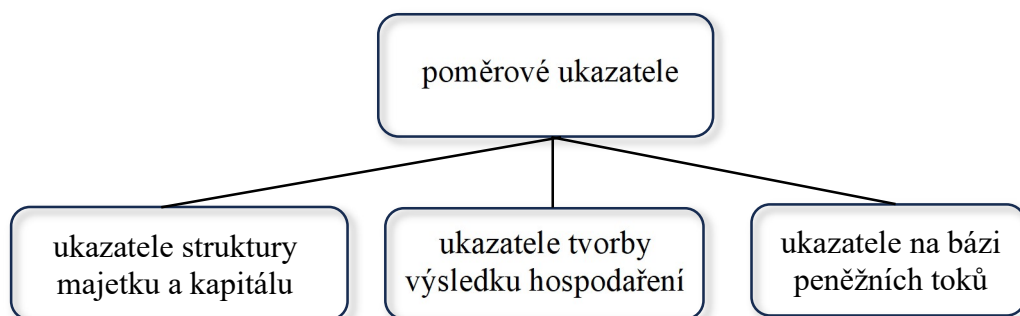 poměrové ukazatele
ukazatele struktury
majetku a kapitálu
ukazatele tvorby
výsledku hospodaření
ukazatele na bázi
peněžních toků